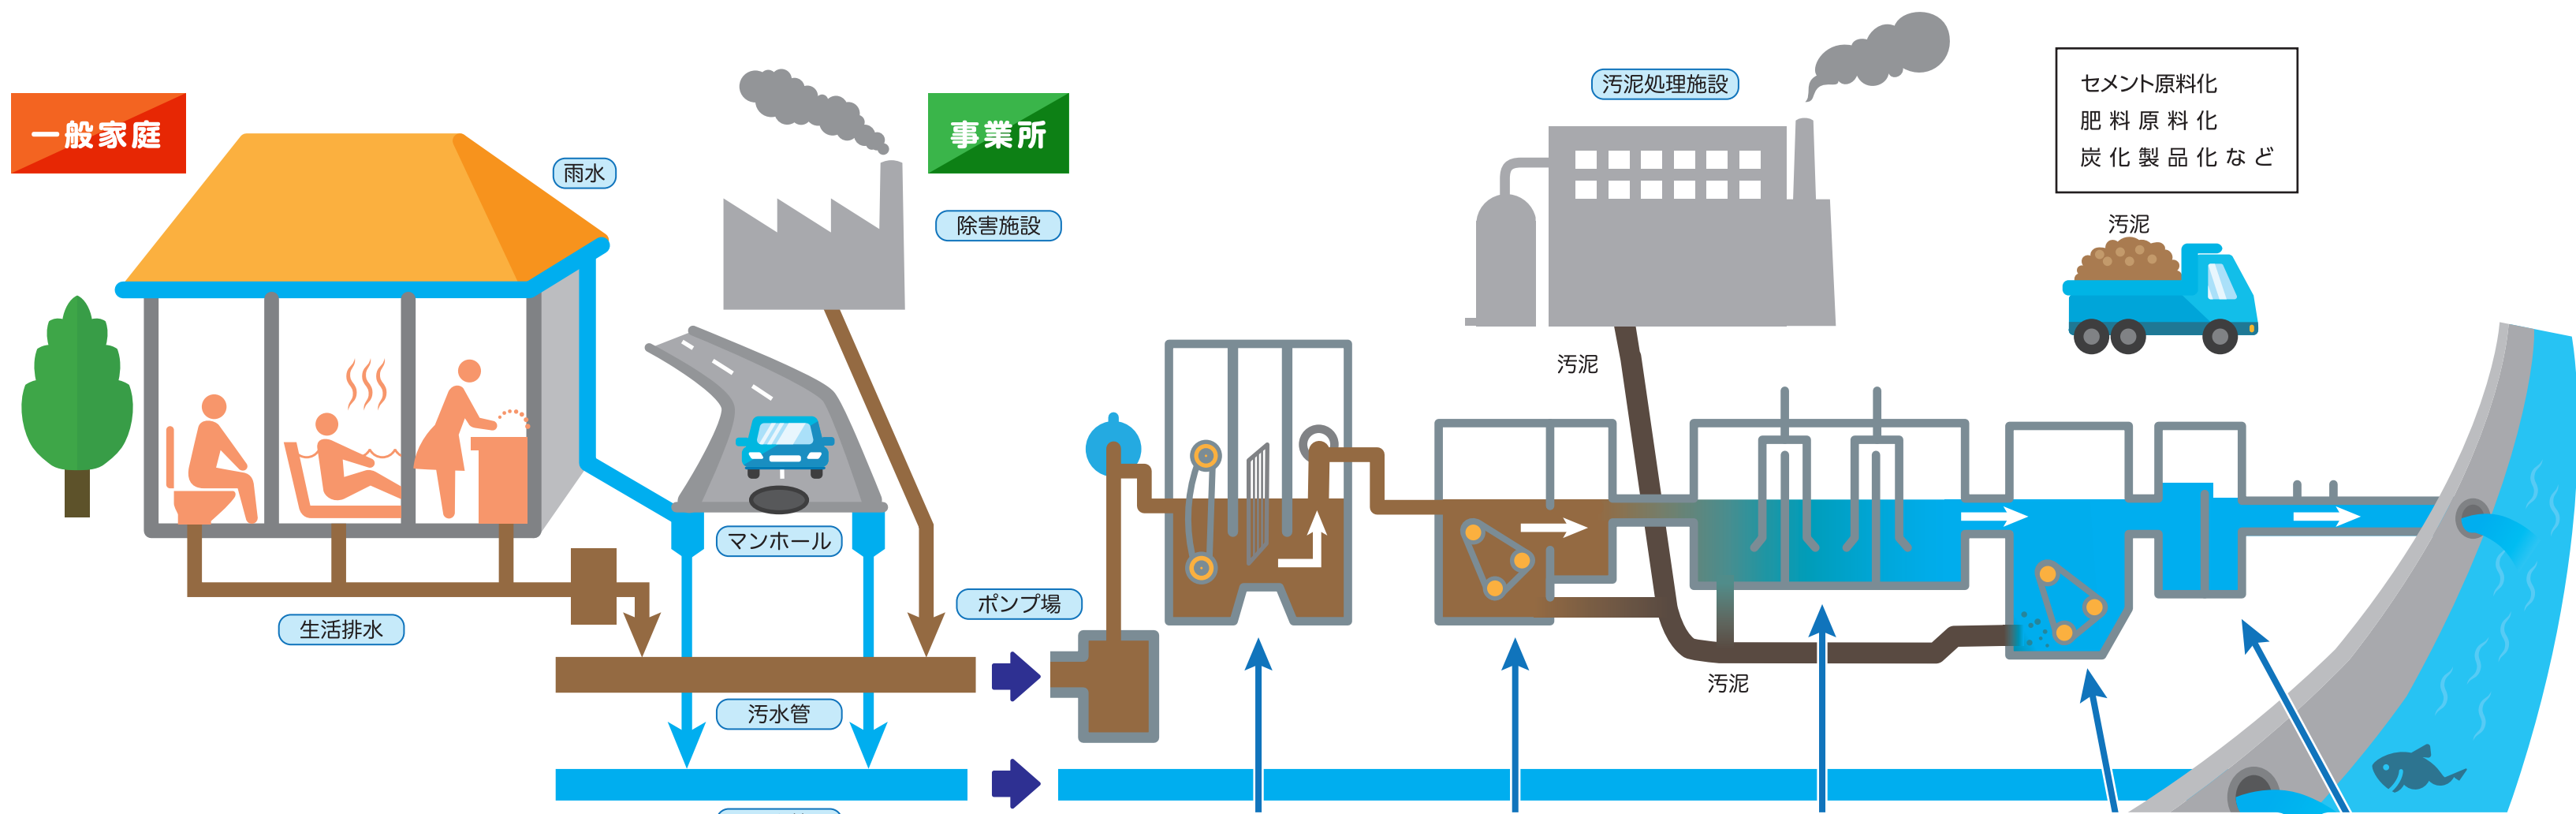 一般家庭
雨水
事業所
除害施設
汚泥処理施設
セメント原料化
肥料原料化
炭化製品化など
汚泥
汚泥
マンホール
ポンプ場
生活排水
汚水管
汚泥